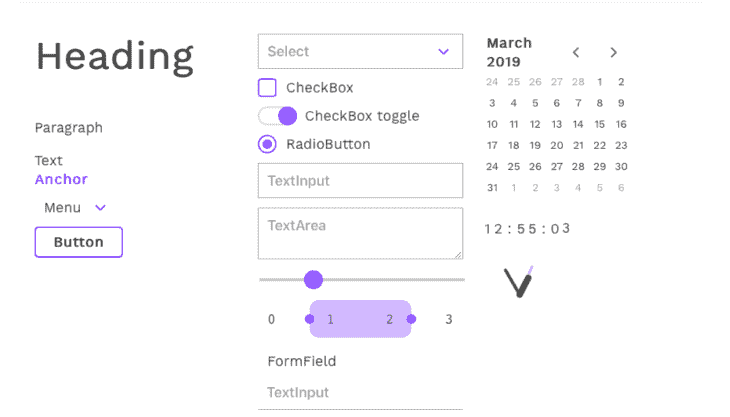 Heading
Paragraph
Text
Anchor
Menu
Button
Select
CheckBox
CheckBox toggle
RadioButton
TextInput
TextArea
0 1 2 3
FormField
TextInput
March
2019
24 25 26 27 28 1 2
3 4 5 6 7 8 9
10 11 12 13 14 15 16
17 18 19 20 21 22 23
24 25 26 27 28 29 30
31 1 2 3 4 5 6
12:55:03